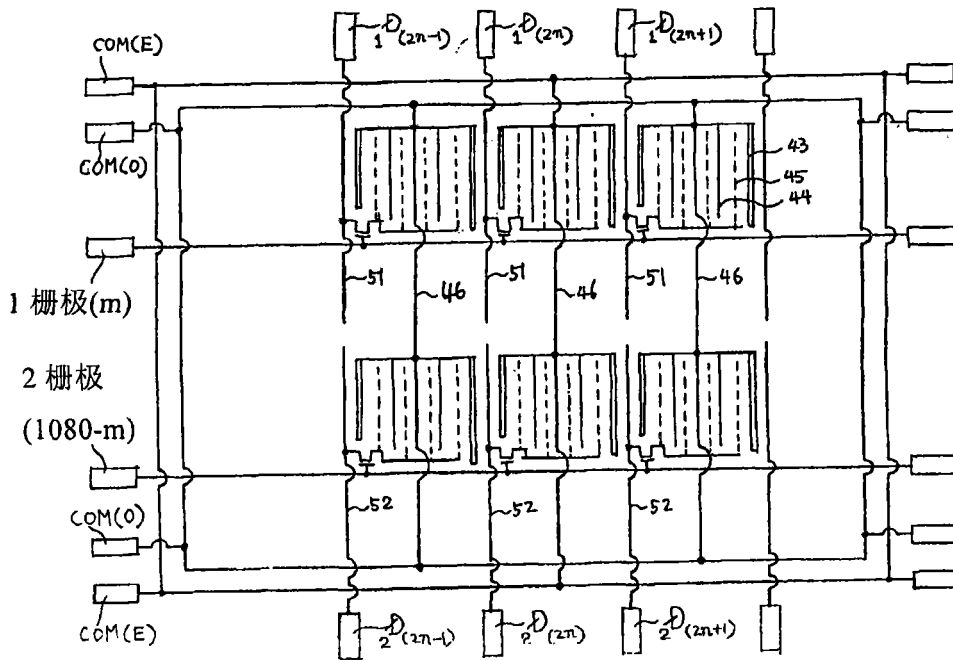 1D(2n-1)
1D(2n)
1D(2n+1)
COM(E)
COM(O)
43
45
44
1 栅极(m)
51
46
51
46
51
46
2 栅极
(1080-m)
COM(O)
52
52
52
COM(E)
2D(2n-1)
2D(2n)
2D(2n+1)